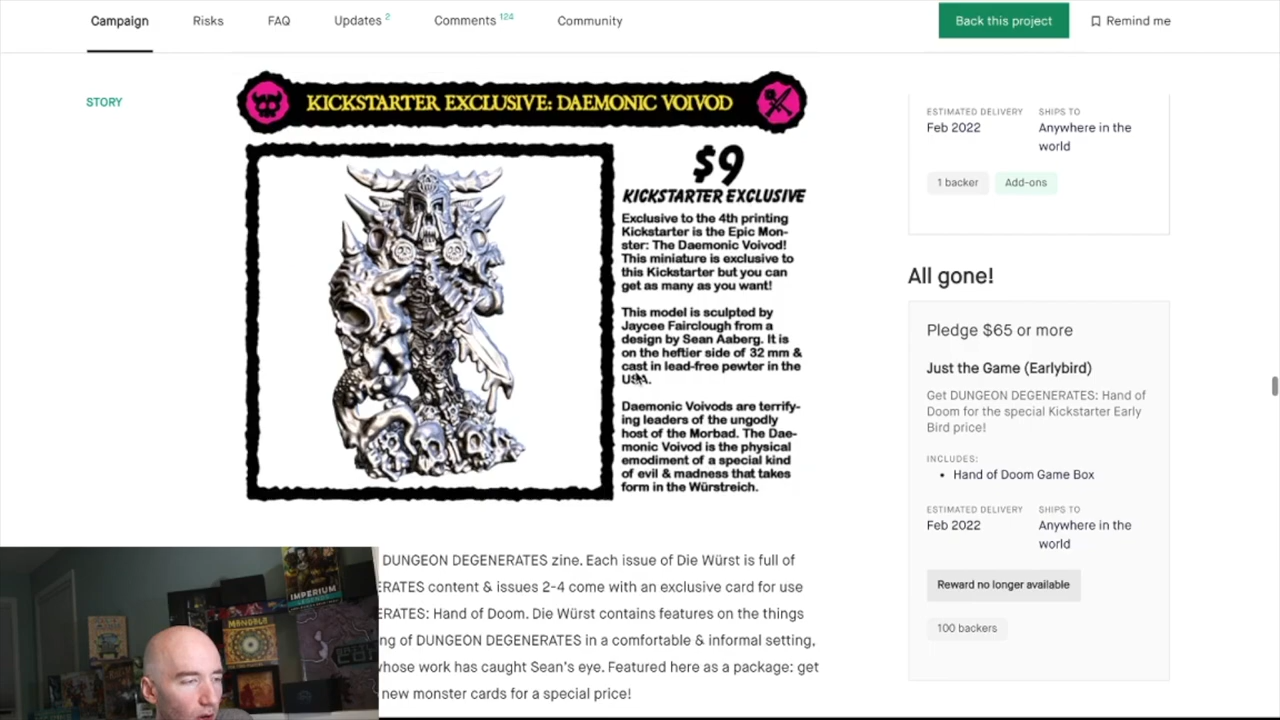 Campaign
Risks
FAQ
Updates 2
Comments 124
Community
Back this project
Remind me
STORY
KICKSTARTER EXCLUSIVE: DAEMONIC VOIVOD
$9
KICKSTARTER EXCLUSIVE
Exclusive to the 4th printing
Kickstarter is the Epic Mon-
ster: The Daemonic Voivod!
This miniature is exclusive to
this Kickstarter but you can
get as many as you want!
This model is sculpted by
Jaycee Fairclough from a
design by Sean Aaberg. It is
on the heftier side of 32 mm &
cast in lead-free pewter in the
USA.
Daemonic Voivods are terrify-
ing leaders of the ungodly
host of the Morbad. The Dae-
monic Voivod is the physical
emodiment of a special kind
of evil & madness that takes
form in the Würstreich.
DUNGEON DEGENERATES zine. Each issue of Die Würst is full of
ERATES content & issues 2-4 come with an exclusive card for use
ERATES: Hand of Doom. Die Würst contains features on the things
ng of DUNGEON DEGENERATES in a comfortable & informal setting,
whose work has caught Sean's eye. Featured here as a package: get
new monster cards for a special price!
ESTIMATED DELIVERY
Feb 2022
SHIPS TO
Anywhere in the
world
1 backer
Add-ons
All gone!
Pledge $65 or more
Just the Game (Earlybird)
Get DUNGEON DEGENERATES: Hand of
Doom for the special Kickstarter Early
Bird price!
INCLUDES:
• Hand of Doom Game Box
ESTIMATED DELIVERY
Feb 2022
SHIPS TO
Anywhere in the
world
Reward no longer available
100 backers
IMPERIUM
MANDALA